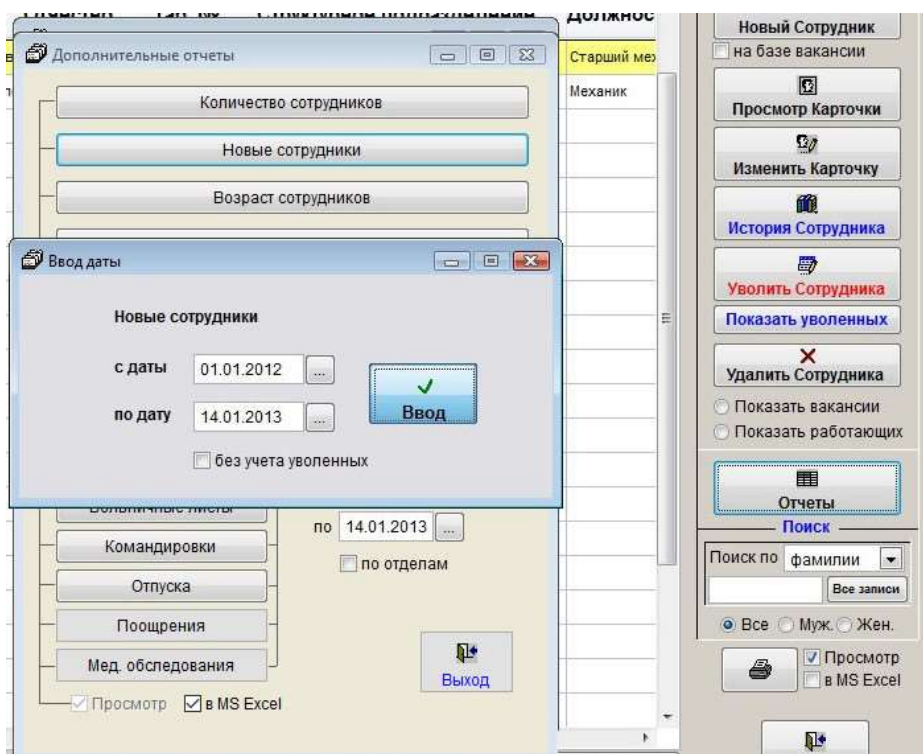 Должнос
Дополнительные отчеты
Старший мех
Количество сотрудников
Механик
Новые сотрудники
Возраст сотрудников
Ввод даты
Новые сотрудники
с даты 01.01.2012 ...
по дату 14.01.2013 ...
Ввод
без учета уволенных
Больничные листы
по 14.01.2013 ...
Командировки
по отделам
Отпуска
Поощрения
Мед. обследования
Выход
Просмотр в MS Excel
Новый Сотрудник
на базе вакансии
Просмотр Карточки
Изменить Карточку
История Сотрудника
Уволить Сотрудника
Показать уволенных
Удалить Сотрудника
Показать вакансии
Показать работающих
Отчеты
Поиск
Поиск по фамилии
Все записи
Все Муж. Жен.
Просмотр
в MS Excel